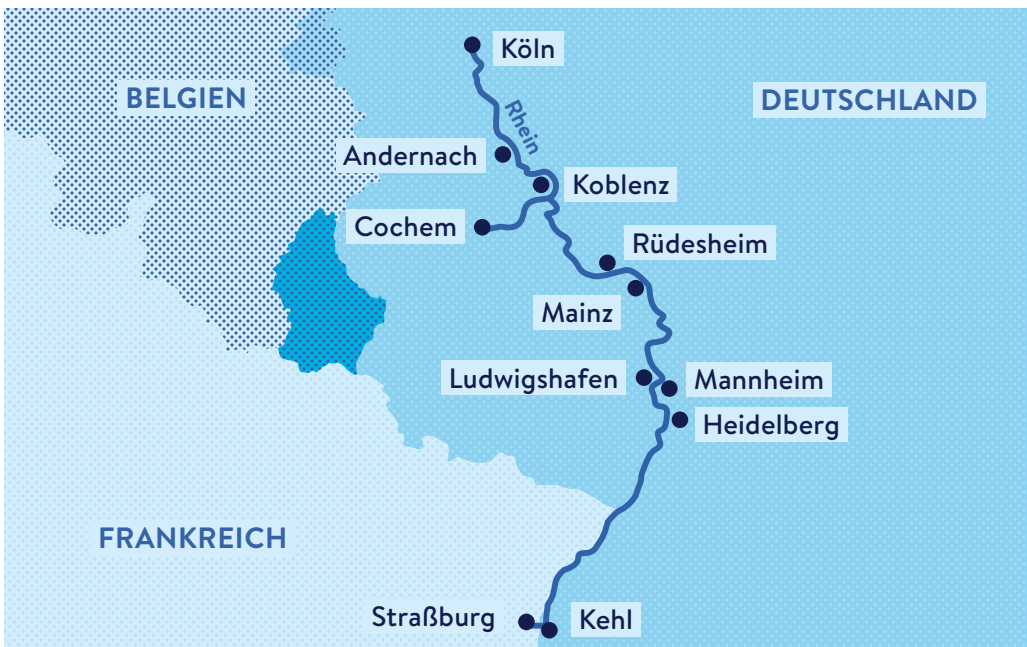 Köln
BELGIEN
DEUTSCHLAND
Rhein
Andernach
Koblenz
Cochem
Rüdesheim
Mainz
Ludwigshafen
Mannheim
Heidelberg
FRANKREICH
Straßburg
Kehl